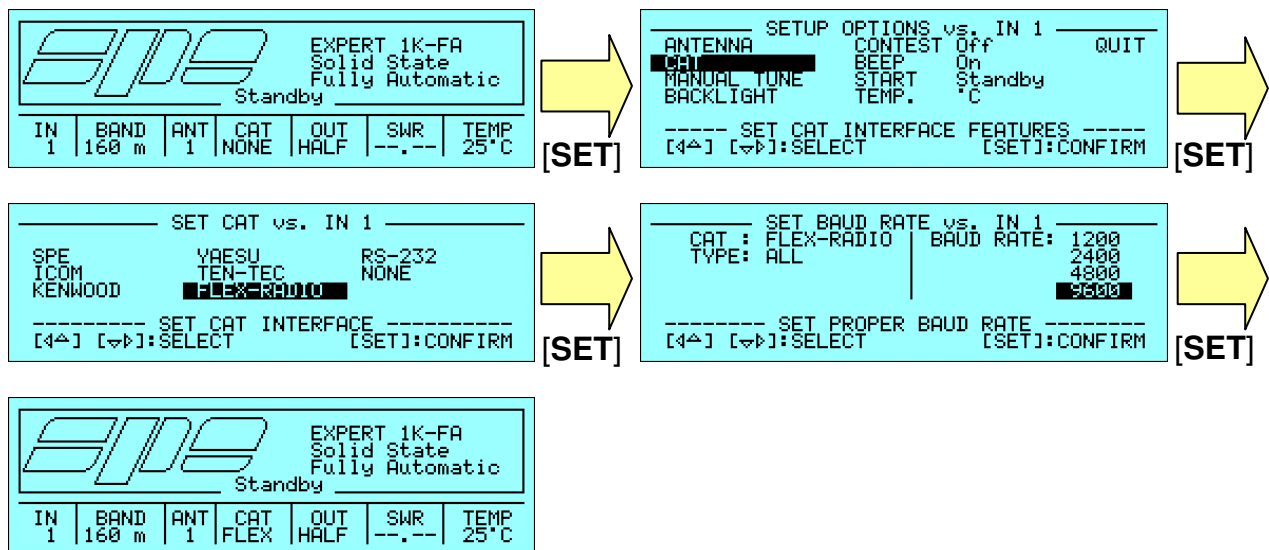 EXPERT 1K-FA
Solid State
Fully Automatic
Standby
IN BAND ANT CAT OUT SWR TEMP
1 160 m 1 NONE HALF --.-- 25°C
[SET]
SETUP OPTIONS vs. IN 1
ANTENNA CONTEST Off QUIT
CAT BEEP On
MANUAL TUNE START Standby
BACKLIGHT TEMP. °C
----- SET CAT INTERFACE FEATURES -----
[◁△] [▽▷]:SELECT [SET]:CONFIRM
[SET]
SET CAT vs. IN 1
SPE YAESU RS-232
ICOM TEN-TEC NONE
KENWOOD FLEX-RADIO
--------- SET CAT INTERFACE ----------
[◁△] [▽▷]:SELECT [SET]:CONFIRM
[SET]
SET BAUD RATE vs. IN 1
CAT : FLEX-RADIO BAUD RATE: 1200
TYPE: ALL 2400
4800
9600
-------- SET PROPER BAUD RATE --------
[◁△] [▽▷]:SELECT [SET]:CONFIRM
[SET]
EXPERT 1K-FA
Solid State
Fully Automatic
Standby
IN BAND ANT CAT OUT SWR TEMP
1 160 m 1 FLEX HALF --.-- 25°C